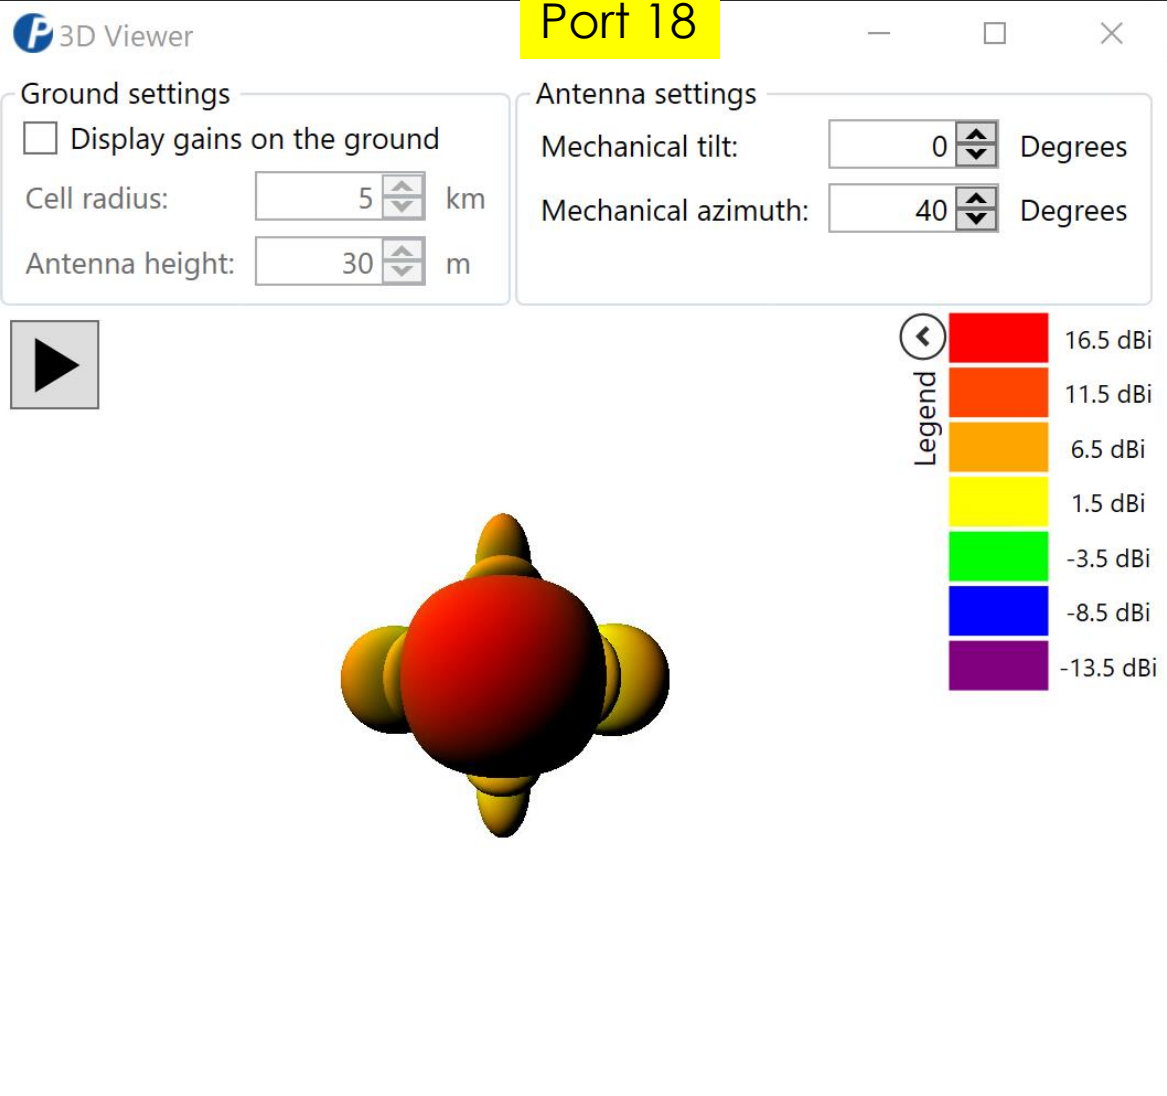 3D Viewer
Port 18
Ground settings
Display gains on the ground
Cell radius: 5 km
Antenna height: 30 m
Antenna settings
Mechanical tilt: 0 Degrees
Mechanical azimuth: 40 Degrees
Legend
16.5 dBi
11.5 dBi
6.5 dBi
1.5 dBi
-3.5 dBi
-8.5 dBi
-13.5 dBi